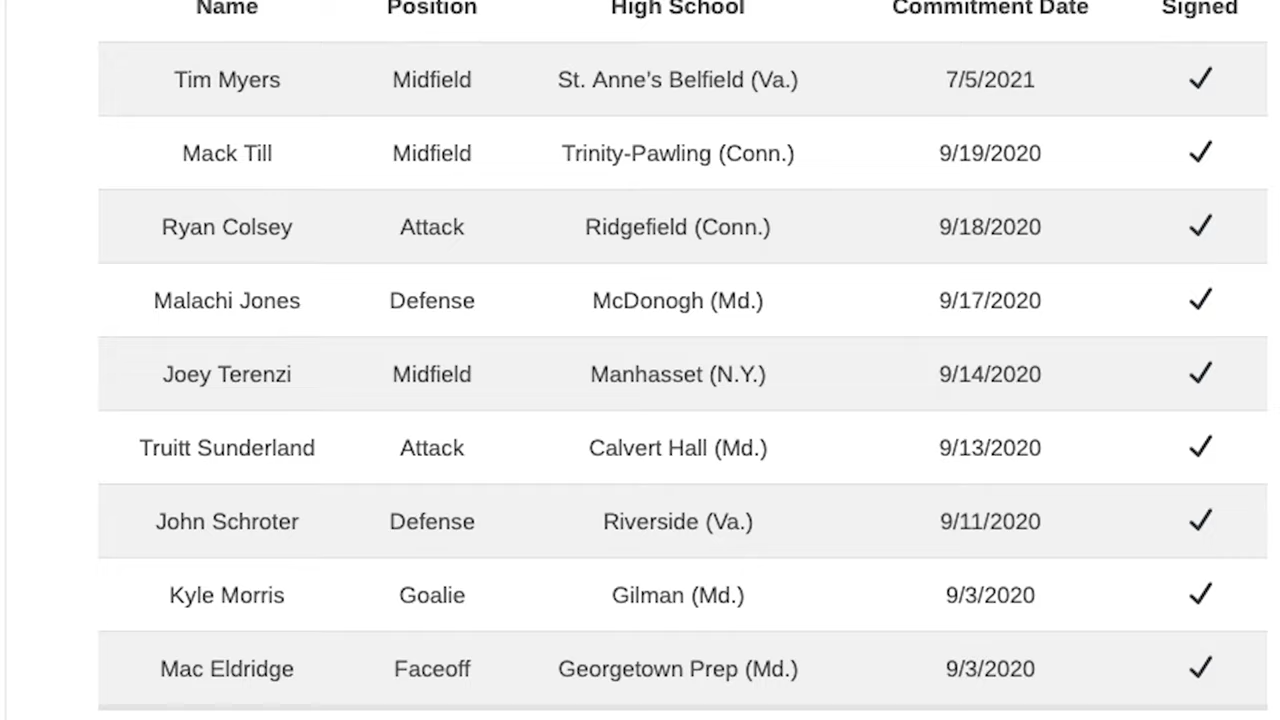 Name Position High School Commitment Date Signed
Tim Myers Midfield St. Anne's Belfield (Va.) 7/5/2021 ✓
Mack Till Midfield Trinity-Pawling (Conn.) 9/19/2020 ✓
Ryan Colsey Attack Ridgefield (Conn.) 9/18/2020 ✓
Malachi Jones Defense McDonogh (Md.) 9/17/2020 ✓
Joey Terenzi Midfield Manhasset (N.Y.) 9/14/2020 ✓
Truitt Sunderland Attack Calvert Hall (Md.) 9/13/2020 ✓
John Schroter Defense Riverside (Va.) 9/11/2020 ✓
Kyle Morris Goalie Gilman (Md.) 9/3/2020 ✓
Mac Eldridge Faceoff Georgetown Prep (Md.) 9/3/2020 ✓